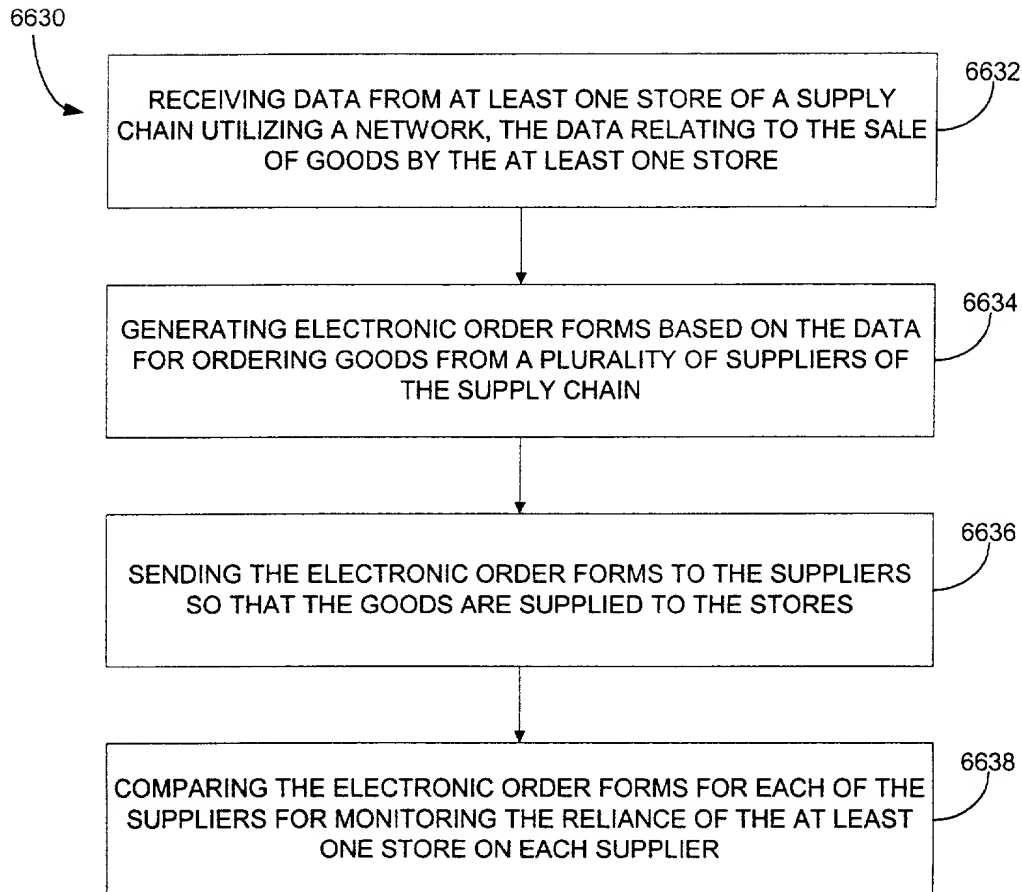 6630
6632
RECEIVING DATA FROM AT LEAST ONE STORE OF A SUPPLY
CHAIN UTILIZING A NETWORK, THE DATA RELATING TO THE SALE
OF GOODS BY THE AT LEAST ONE STORE
6634
GENERATING ELECTRONIC ORDER FORMS BASED ON THE DATA
FOR ORDERING GOODS FROM A PLURALITY OF SUPPLIERS OF
THE SUPPLY CHAIN
6636
SENDING THE ELECTRONIC ORDER FORMS TO THE SUPPLIERS
SO THAT THE GOODS ARE SUPPLIED TO THE STORES
6638
COMPARING THE ELECTRONIC ORDER FORMS FOR EACH OF THE
SUPPLIERS FOR MONITORING THE RELIANCE OF THE AT LEAST
ONE STORE ON EACH SUPPLIER